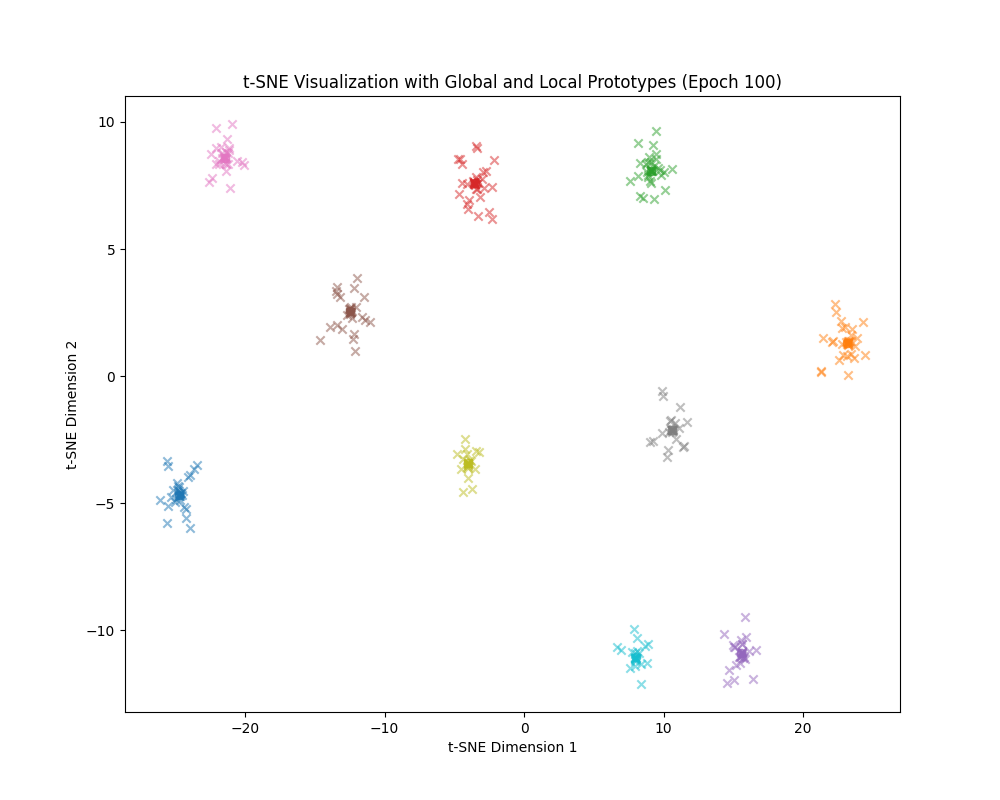 t-SNE Visualization with Global and Local Prototypes (Epoch 100)
10
5
0
−5
−10
t-SNE Dimension 2
−20 −10 0 10 20
t-SNE Dimension 1